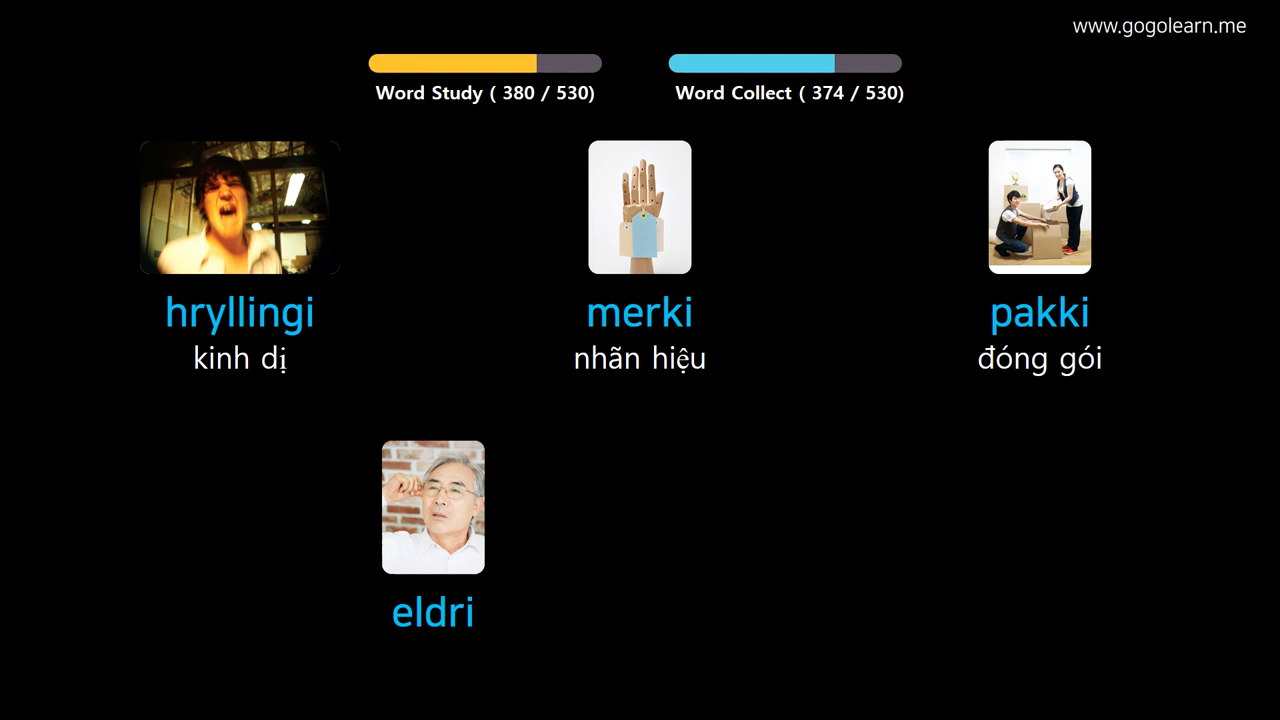 www.gogolearn.me
Word Study ( 380 / 530)
Word Collect ( 374 / 530)
hryllingi
kinh dị
merki
nhãn hiệu
pakki
đóng gói
eldri